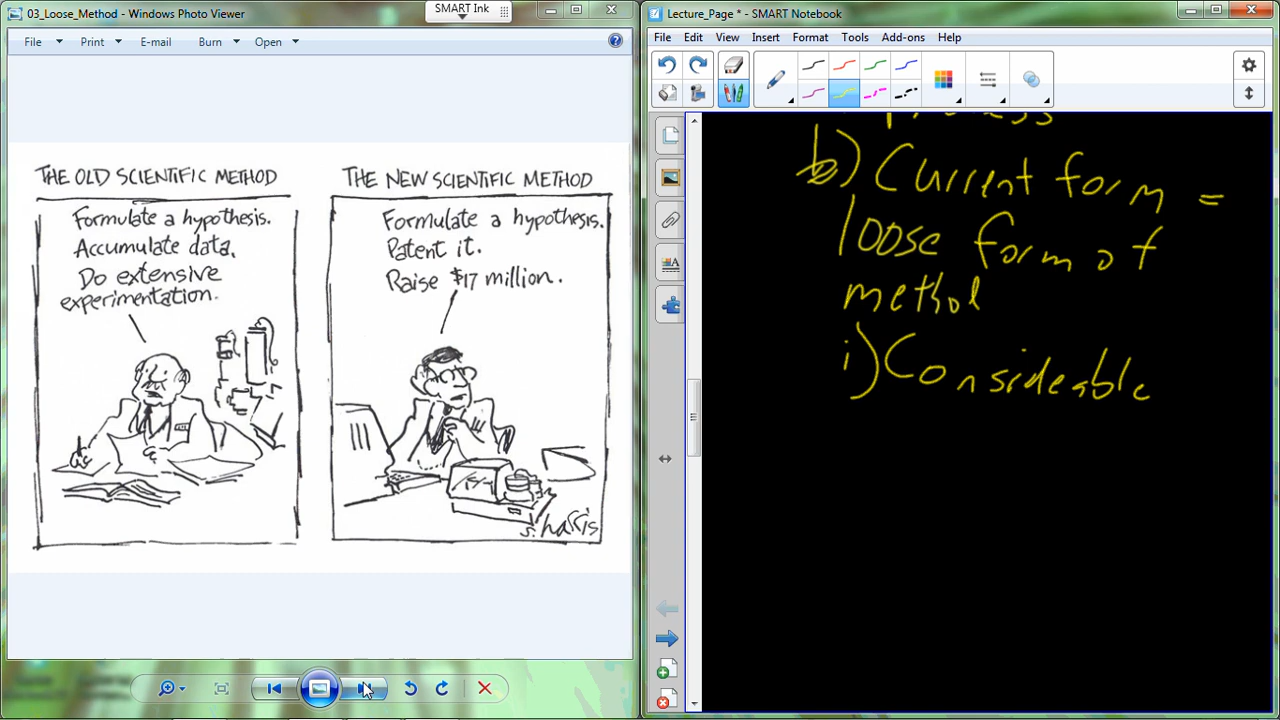 03_Loose_Method - Windows Photo Viewer
SMART Ink
File Print E-mail Burn Open
THE OLD SCIENTIFIC METHOD
Formulate a hypothesis.
Accumulate data.
Do extensive
experimentation.
THE NEW SCIENTIFIC METHOD
Formulate a hypothesis.
Patent it.
Raise $17 million.
s. harris
Lecture_Page * - SMART Notebook
File Edit View Insert Format Tools Add-ons Help
b) Current form =
loose form of
method
i) Consideable